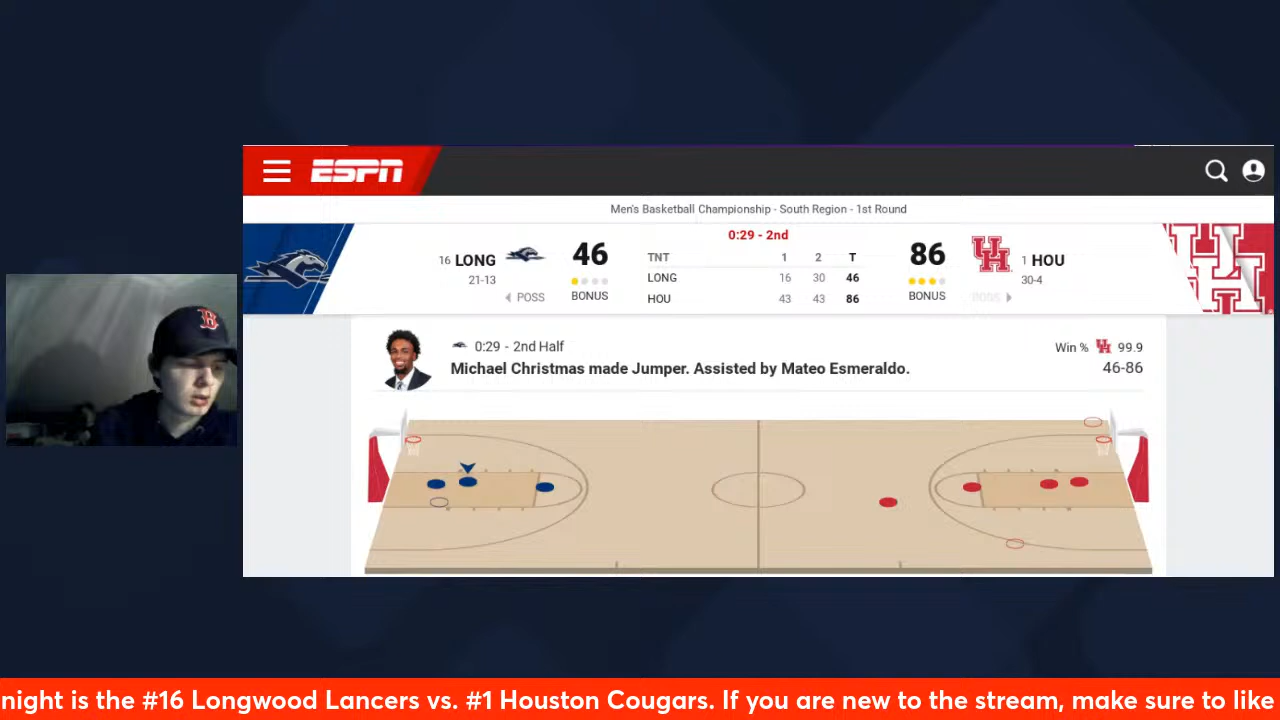 ESPN
Men's Basketball Championship - South Region - 1st Round
0:29 - 2nd
16 LONG 46
21-13
POSS
BONUS
TNT 1 2 T
LONG 16 30 46
HOU 43 43 86
86 1 HOU
30-4
BONUS
POSS
0:29 - 2nd Half
Michael Christmas made Jumper. Assisted by Mateo Esmeraldo.
Win % 99.9
46-86
B
night is the #16 Longwood Lancers vs. #1 Houston Cougars. If you are new to the stream, make sure to like